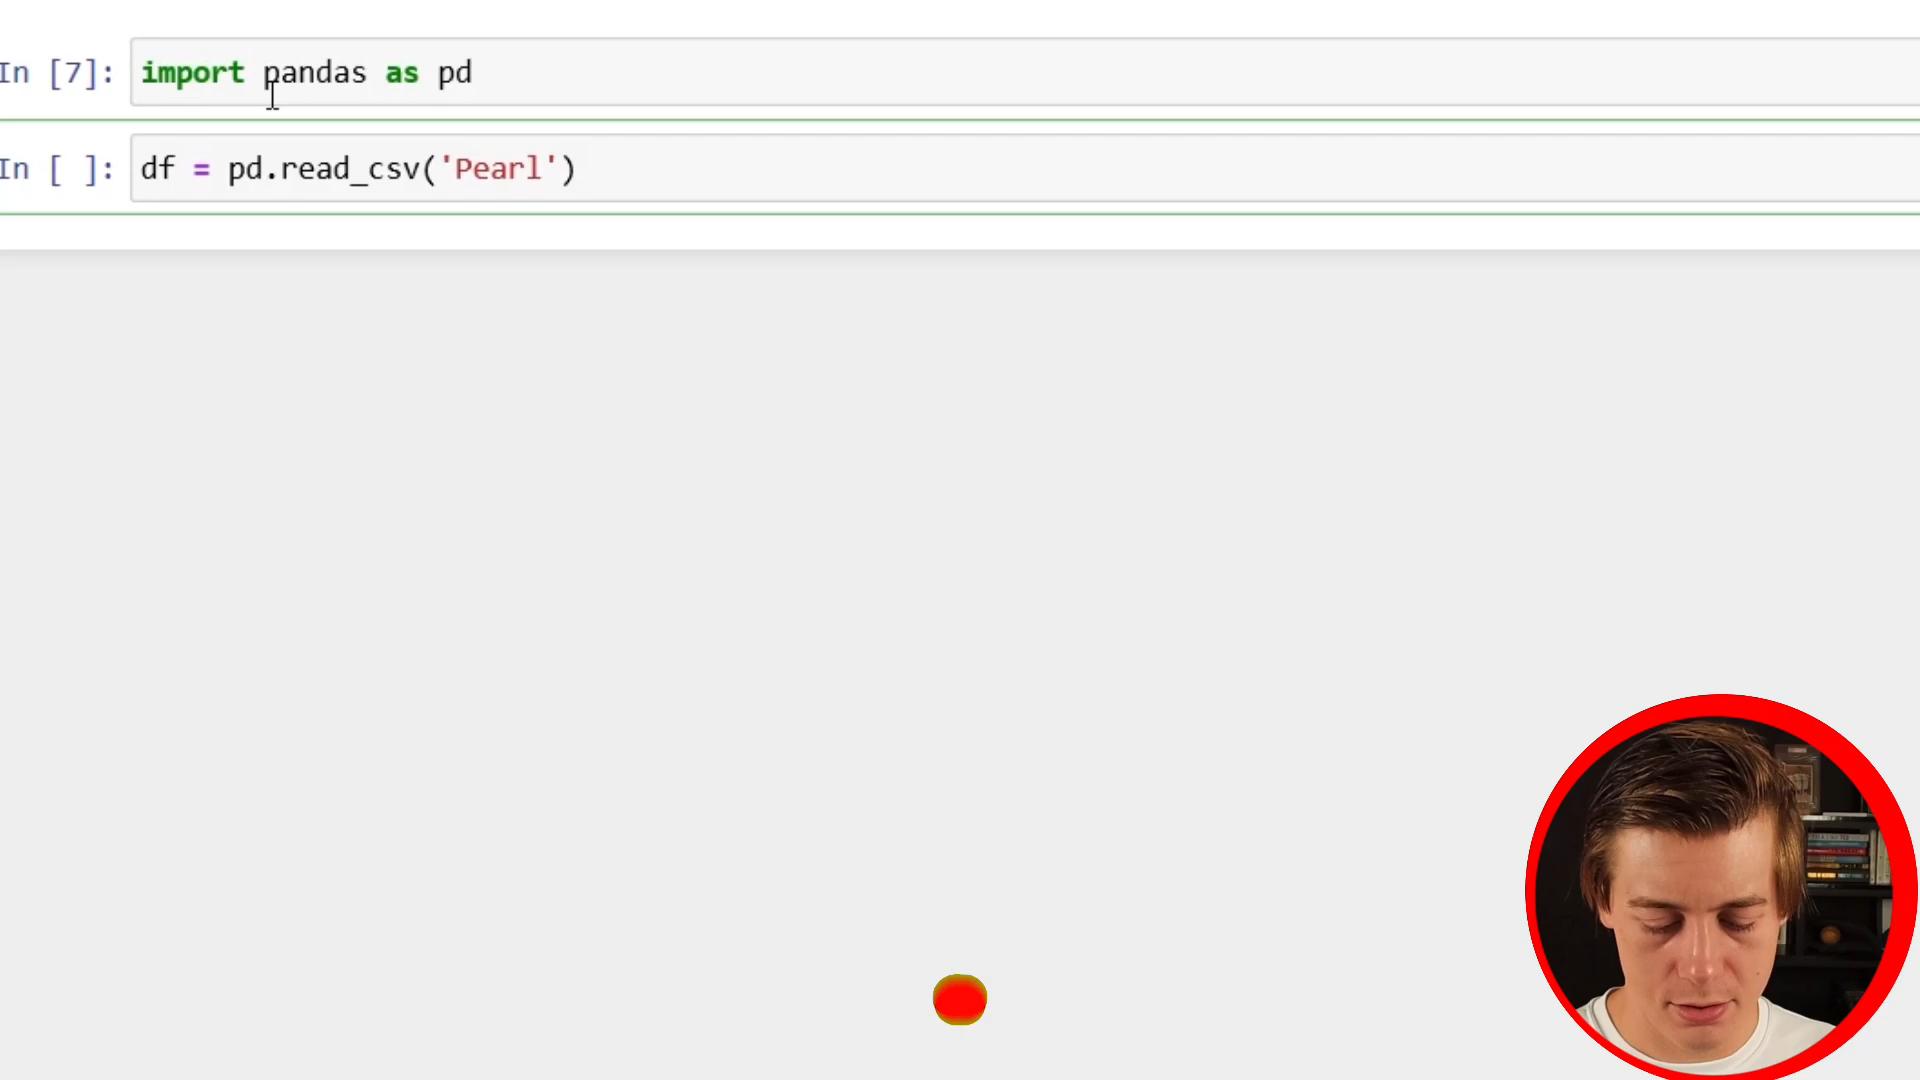 In [7]: import pandas as pd
In [ ]: df = pd.read_csv('Pearl')